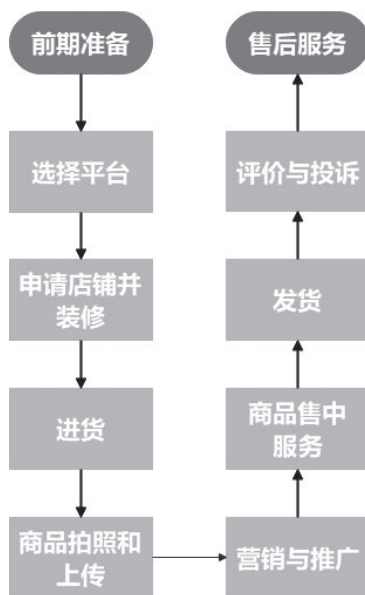 前期准备
选择平台
申请店铺并
装修
进货
商品拍照和
上传
营销与推广
商品售中
服务
发货
评价与投诉
售后服务